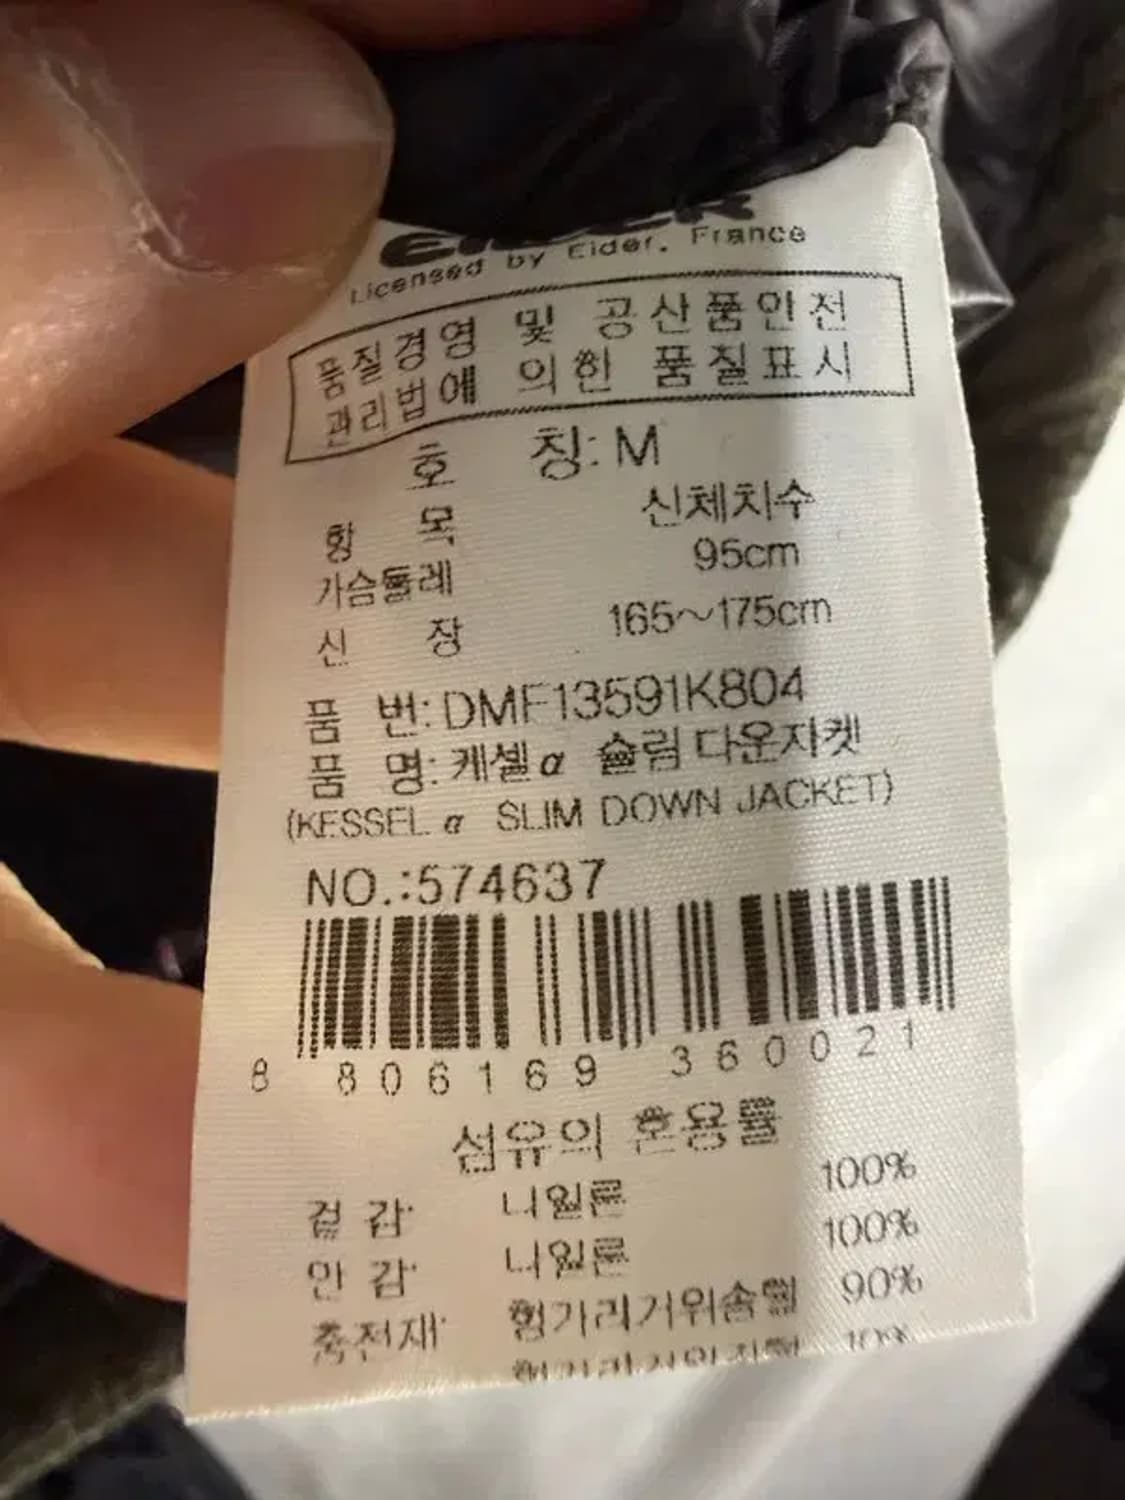 EIDER
Licensed by Eider. France
품질경영 및 공산품안전
관리법에 의한 품질표시
호 칭: M
항 목 신체치수
가슴둘레 95cm
신 장 165~175cm
품 번: DMF13591K804
품 명: 케셀α 슬림 다운자켓
(KESSEL α SLIM DOWN JACKET)
NO.:574637
8 806169 360021
섬유의 혼용률
겉 감 니일론 100%
안 감 니일론 100%
충전재 헝가리거위솜털 90%
10%